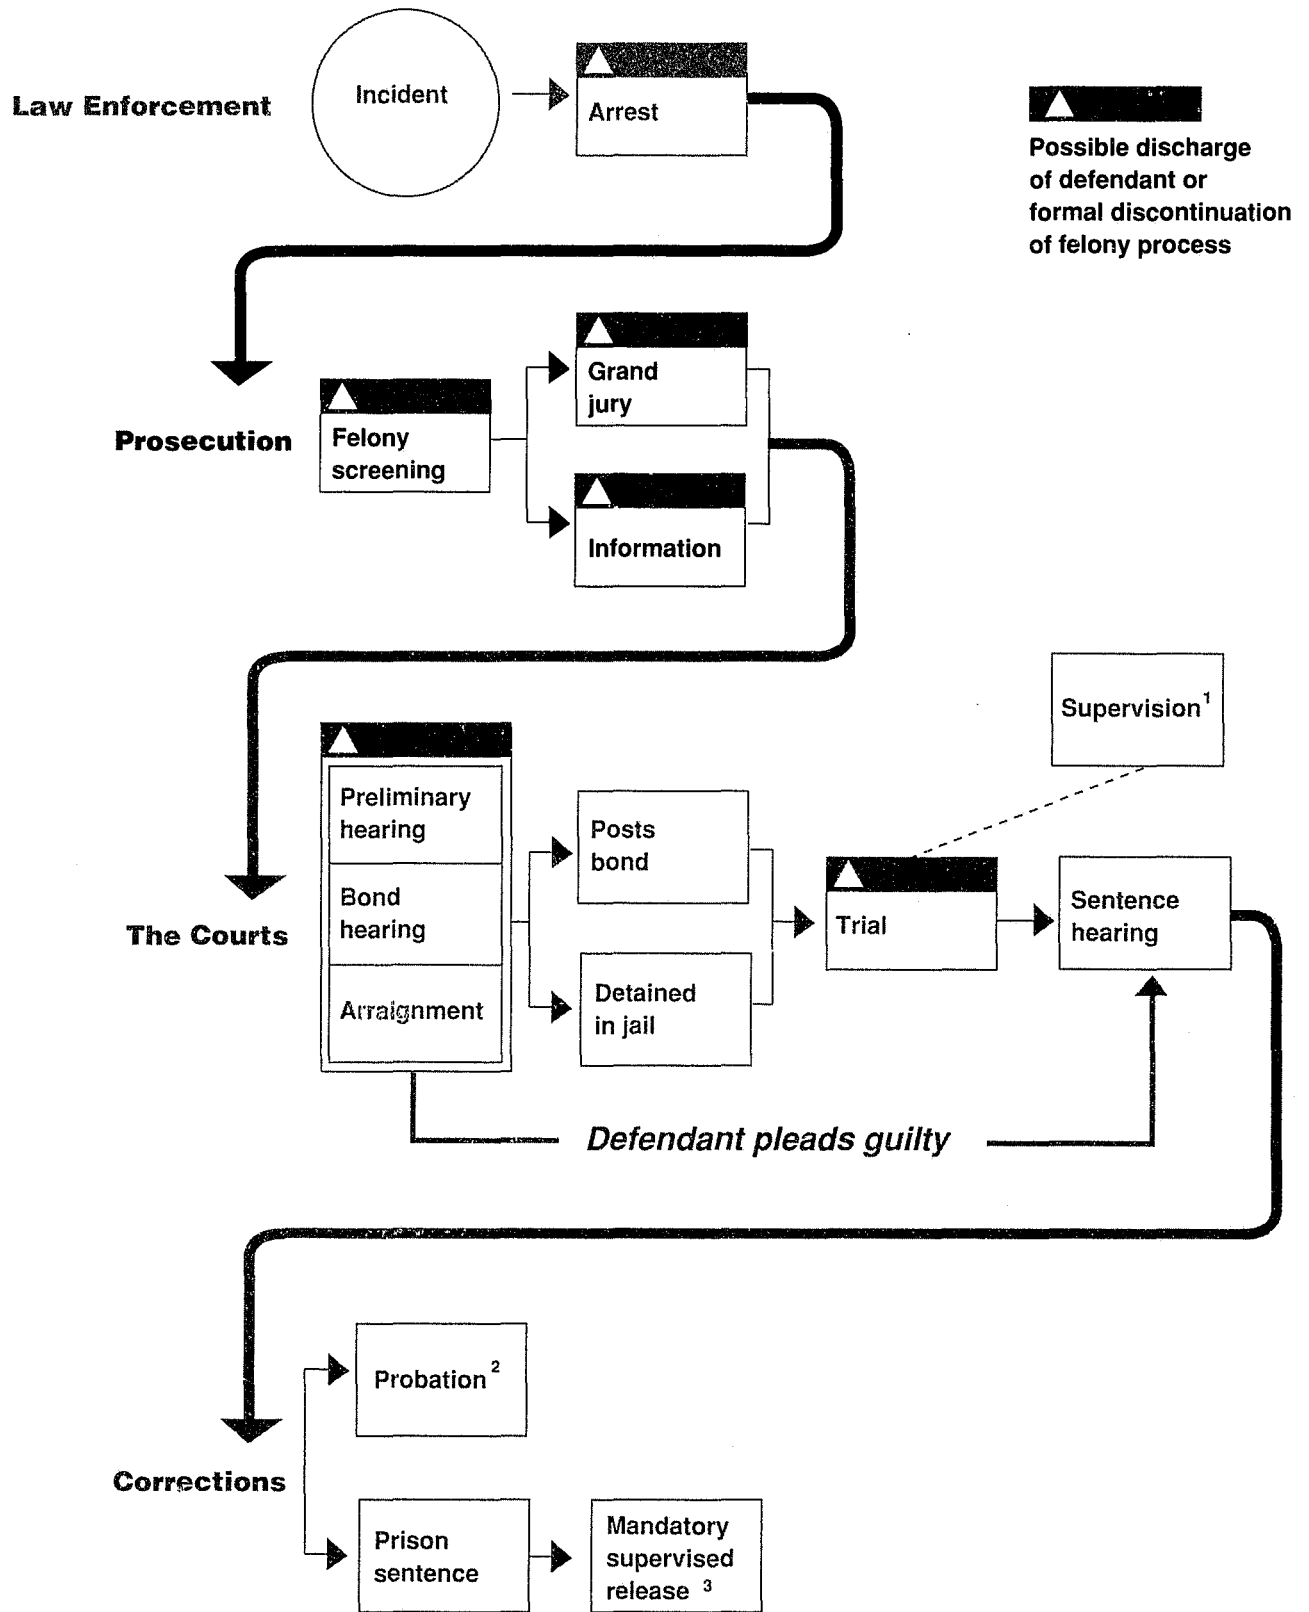 Law Enforcement
Incident
Arrest
Possible discharge
of defendant or
formal discontinuation
of felony process
Prosecution
Felony
screening
Grand
jury
Information
Supervision¹
The Courts
Preliminary
hearing
Bond
hearing
Arraignment
Posts
bond
Detained
in jail
Trial
Sentence
hearing
Defendant pleads guilty
Corrections
Probation²
Prison
sentence
Mandatory
supervised
release ³